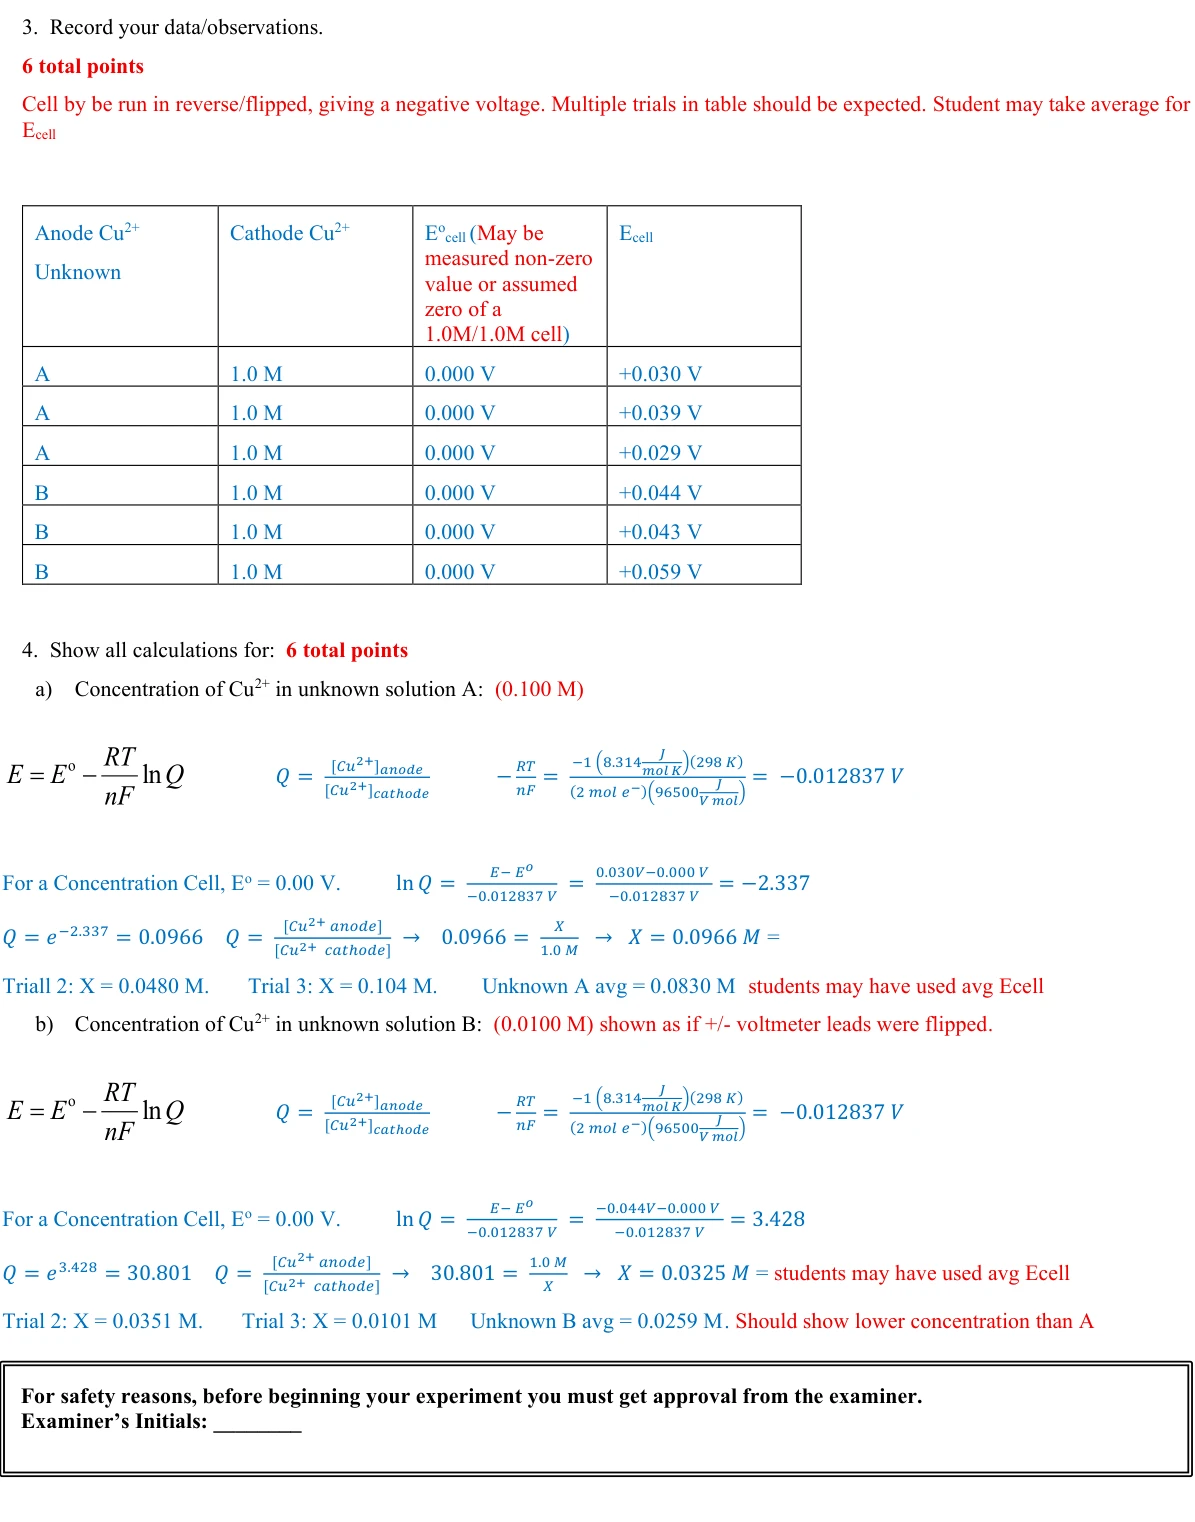 3. Record your data/observations.
6 total points
Cell by be run in reverse/flipped, giving a negative voltage. Multiple trials in table should be expected. Student may take average for
Ecell
Anode Cu²⁺
Unknown
Cathode Cu²⁺
Eºcell (May be
measured non-zero
value or assumed
zero of a
1.0M/1.0M cell)
Ecell
A 1.0 M 0.000 V +0.030 V
A 1.0 M 0.000 V +0.039 V
A 1.0 M 0.000 V +0.029 V
B 1.0 M 0.000 V +0.044 V
B 1.0 M 0.000 V +0.043 V
B 1.0 M 0.000 V +0.059 V
4. Show all calculations for: 6 total points
a) Concentration of Cu²⁺ in unknown solution A: (0.100 M)
E = Eº − RT/nF ln Q    Q = [Cu²⁺]anode/[Cu²⁺]cathode    − RT/nF = −1 (8.314 J/mol K)(298 K)/(2 mol e⁻)(96500 J/V mol) = −0.012837 V
For a Concentration Cell, Eº = 0.00 V.    ln Q = E− Eᴼ/−0.012837 V = 0.030V−0.000 V/−0.012837 V = −2.337
Q = e⁻²·³³⁷ = 0.0966    Q = [Cu²⁺ anode]/[Cu²⁺ cathode] → 0.0966 = X/1.0 M → X = 0.0966 M =
Triall 2: X = 0.0480 M.    Trial 3: X = 0.104 M.    Unknown A avg = 0.0830 M students may have used avg Ecell
b) Concentration of Cu²⁺ in unknown solution B: (0.0100 M) shown as if +/- voltmeter leads were flipped.
E = Eº − RT/nF ln Q    Q = [Cu²⁺]anode/[Cu²⁺]cathode    − RT/nF = −1 (8.314 J/mol K)(298 K)/(2 mol e⁻)(96500 J/V mol) = −0.012837 V
For a Concentration Cell, Eº = 0.00 V.    ln Q = E− Eᴼ/−0.012837 V = −0.044V−0.000 V/−0.012837 V = 3.428
Q = e³·⁴²⁸ = 30.801    Q = [Cu²⁺ anode]/[Cu²⁺ cathode] → 30.801 = 1.0 M/X → X = 0.0325 M = students may have used avg Ecell
Trial 2: X = 0.0351 M.    Trial 3: X = 0.0101 M    Unknown B avg = 0.0259 M. Should show lower concentration than A
For safety reasons, before beginning your experiment you must get approval from the examiner.
Examiner's Initials: ________